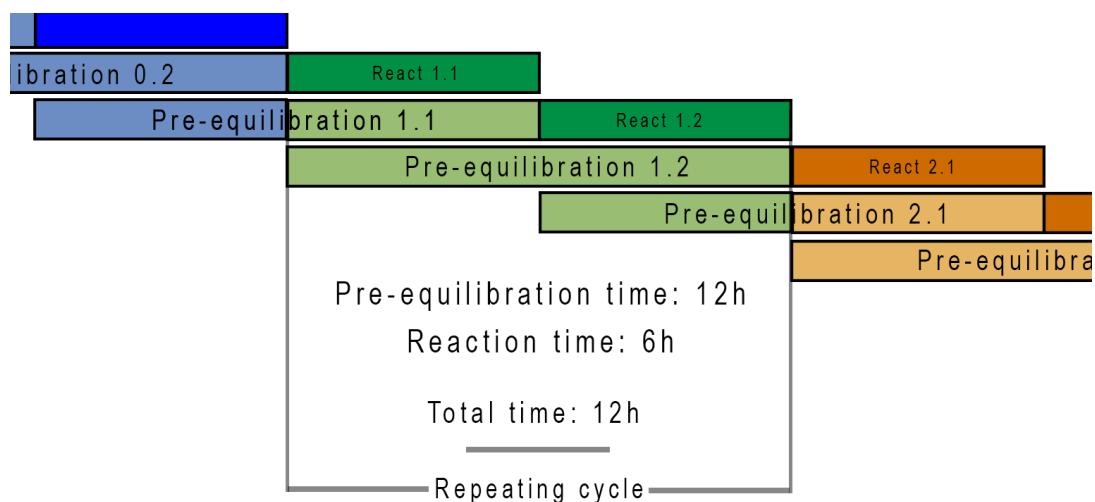 ibration 0.2
React 1.1
Pre-equilibration 1.1
React 1.2
Pre-equilibration 1.2
React 2.1
Pre-equilibration 2.1
Pre-equilibra
Pre-equilibration time: 12h
Reaction time: 6h
Total time: 12h
Repeating cycle